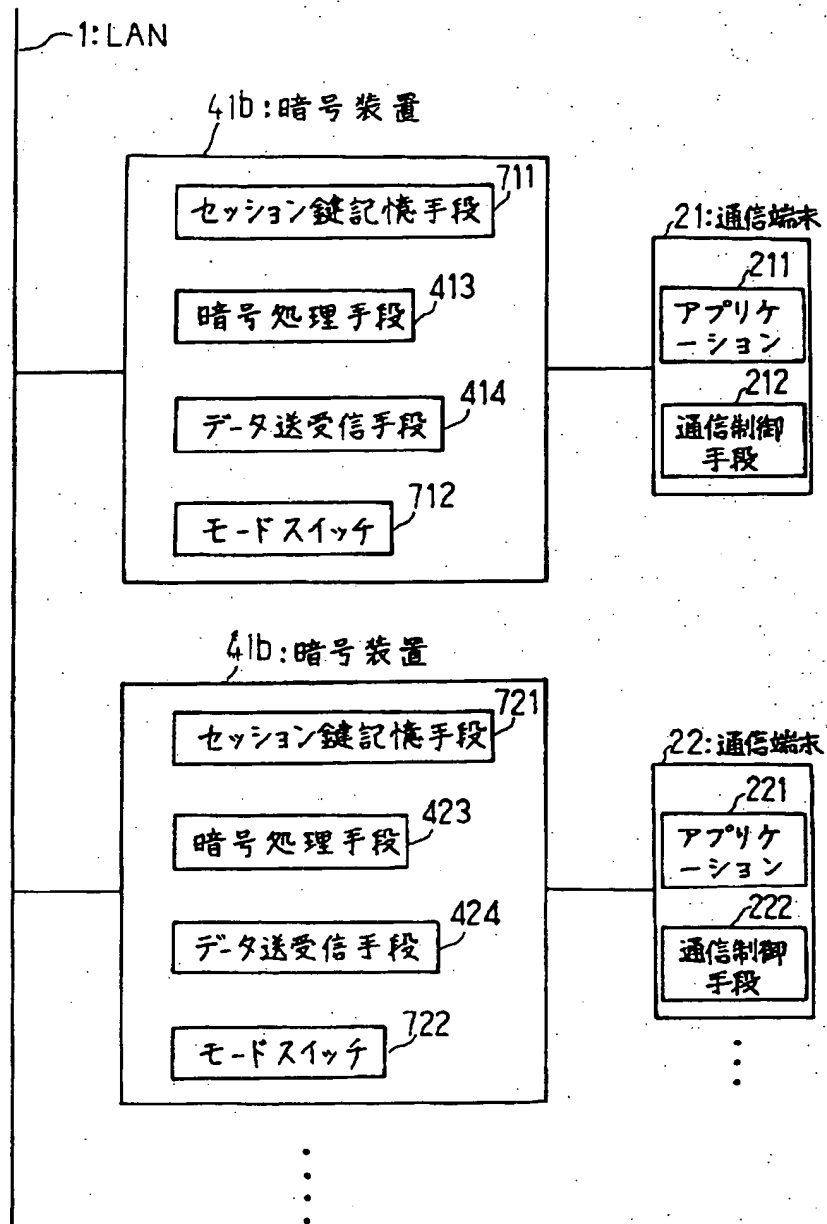 1:LAN
41b:暗号装置
セッション鍵記憶手段
711
暗号処理手段
413
データ送受信手段
414
モードスイッチ
712
21:通信端末
211
アプリケ
ーション
212
通信制御
手段
41b:暗号装置
セッション鍵記憶手段
721
暗号処理手段
423
データ送受信手段
424
モードスイッチ
722
22:通信端末
221
アプリケ
ーション
222
通信制御
手段